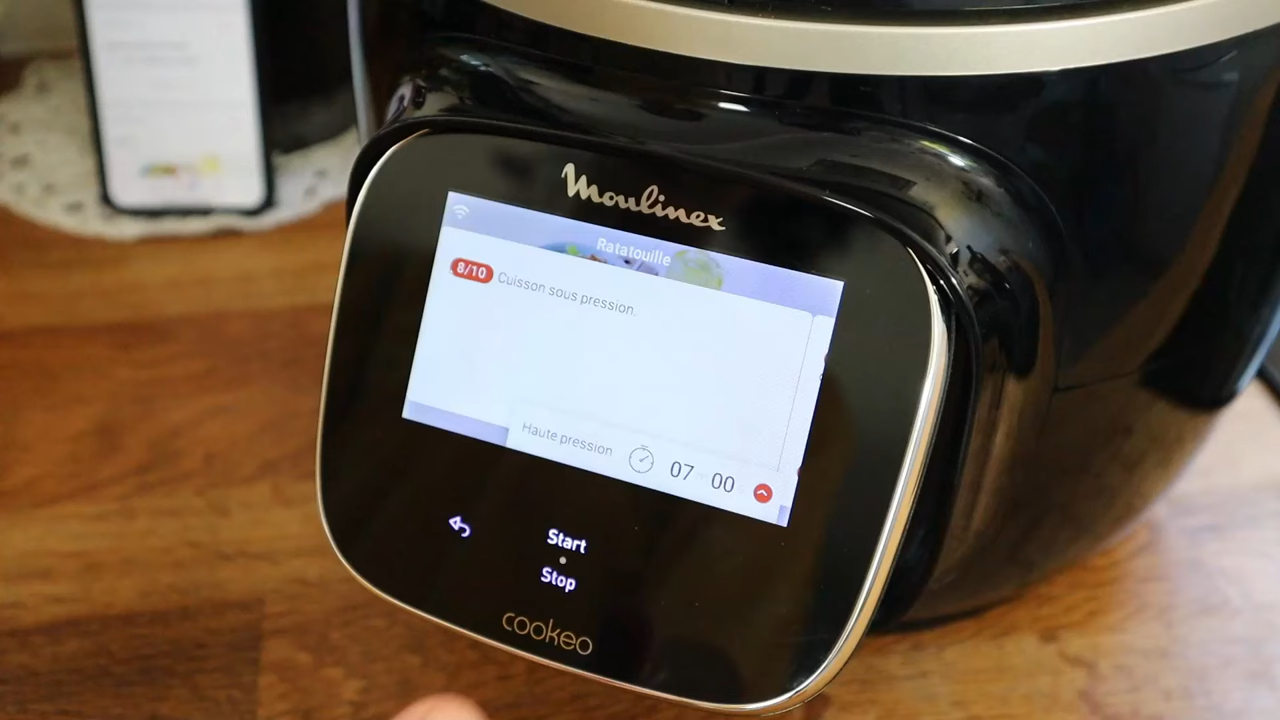 Moulinex
Ratatouille
8/10 Cuisson sous pression.
Haute pression 07 00
Start
Stop
cookeo